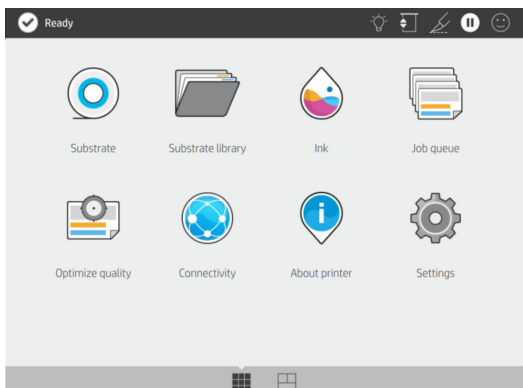 Ready
Substrate
Substrate library
Ink
Job queue
Optimize quality
Connectivity
About printer
Settings